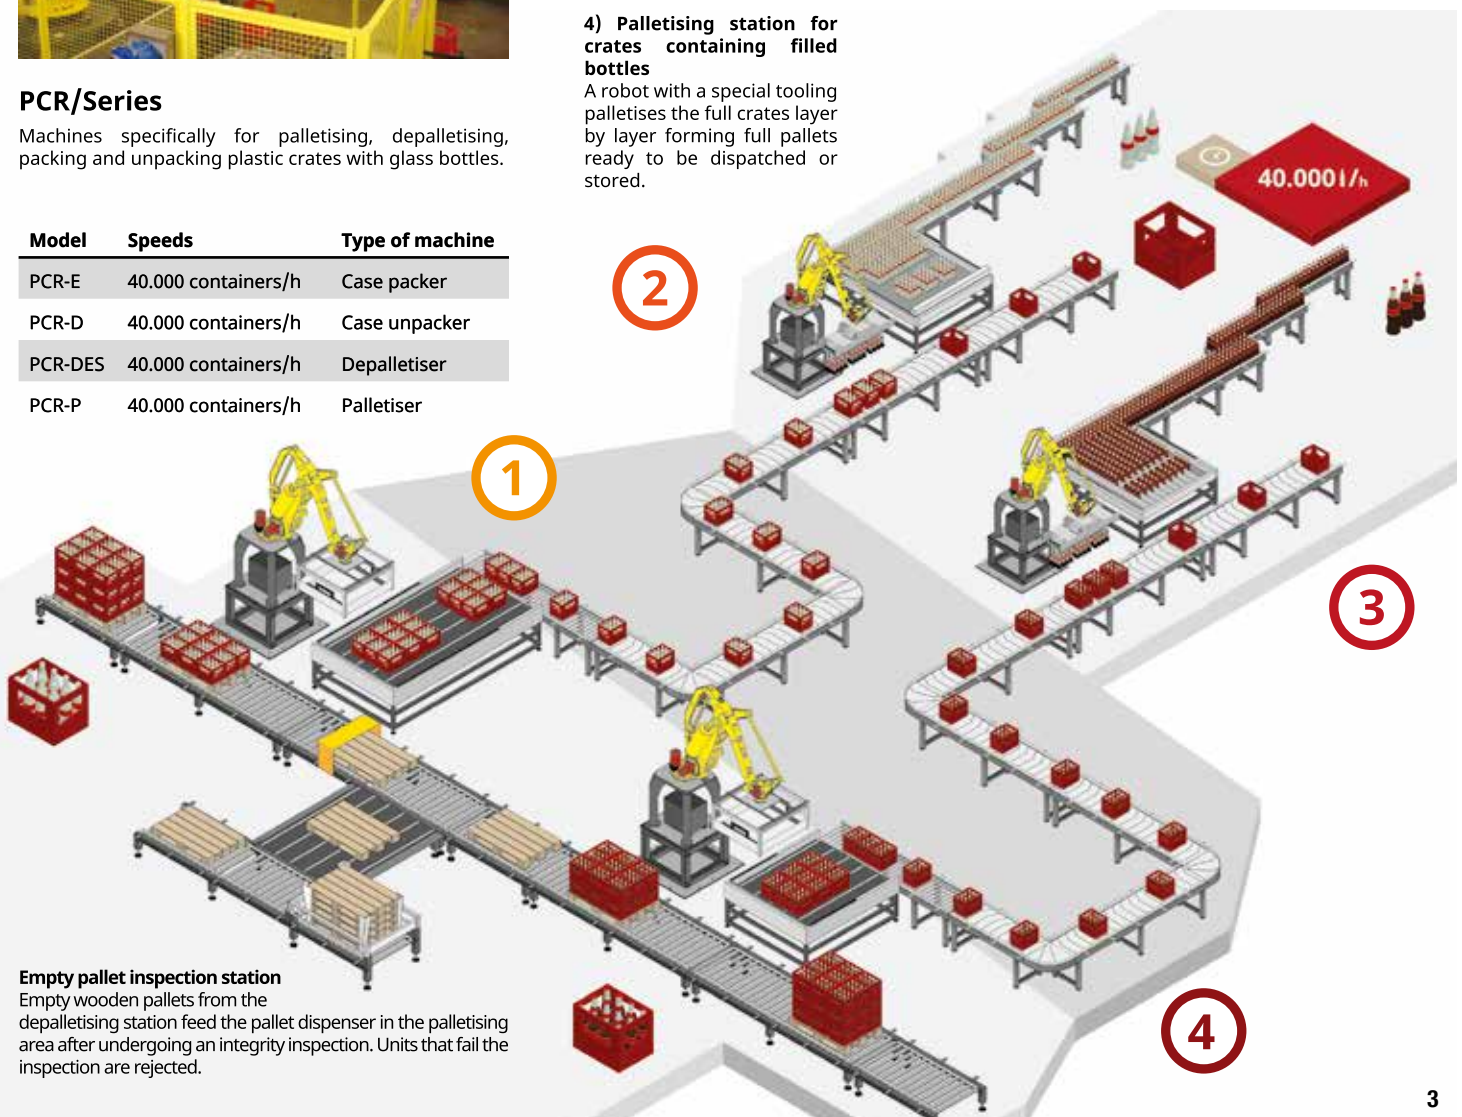 PCR/Series
Machines specifically for palletising, depalletising,
packing and unpacking plastic crates with glass bottles.
Model Speeds Type of machine
PCR-E 40.000 containers/h Case packer
PCR-D 40.000 containers/h Case unpacker
PCR-DES 40.000 containers/h Depalletiser
PCR-P 40.000 containers/h Palletiser
4) Palletising station for
crates containing filled
bottles
A robot with a special tooling
palletises the full crates layer
by layer forming full pallets
ready to be dispatched or
stored.
40.000 l/h
2
1
3
4
Empty pallet inspection station
Empty wooden pallets from the
depalletising station feed the pallet dispenser in the palletising
area after undergoing an integrity inspection. Units that fail the
inspection are rejected.
3